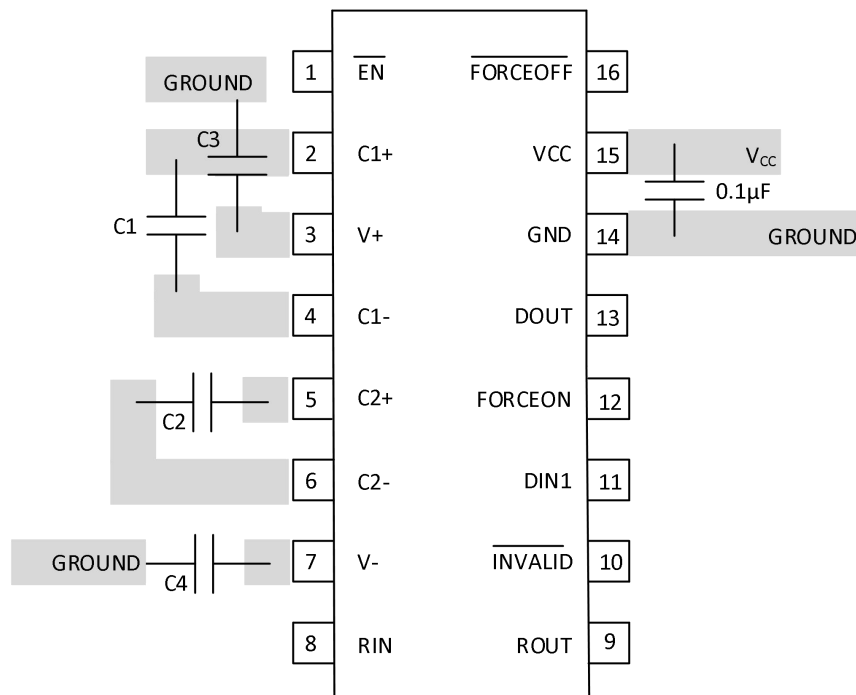 1 EN FORCEOFF 16
GROUND
C3
2 C1+ VCC 15 VCC
0.1µF
C1
3 V+ GND 14 GROUND
4 C1- DOUT 13
5 C2+ FORCEON 12
C2
6 C2- DIN1 11
GROUND 7 V- INVALID 10
C4
8 RIN ROUT 9